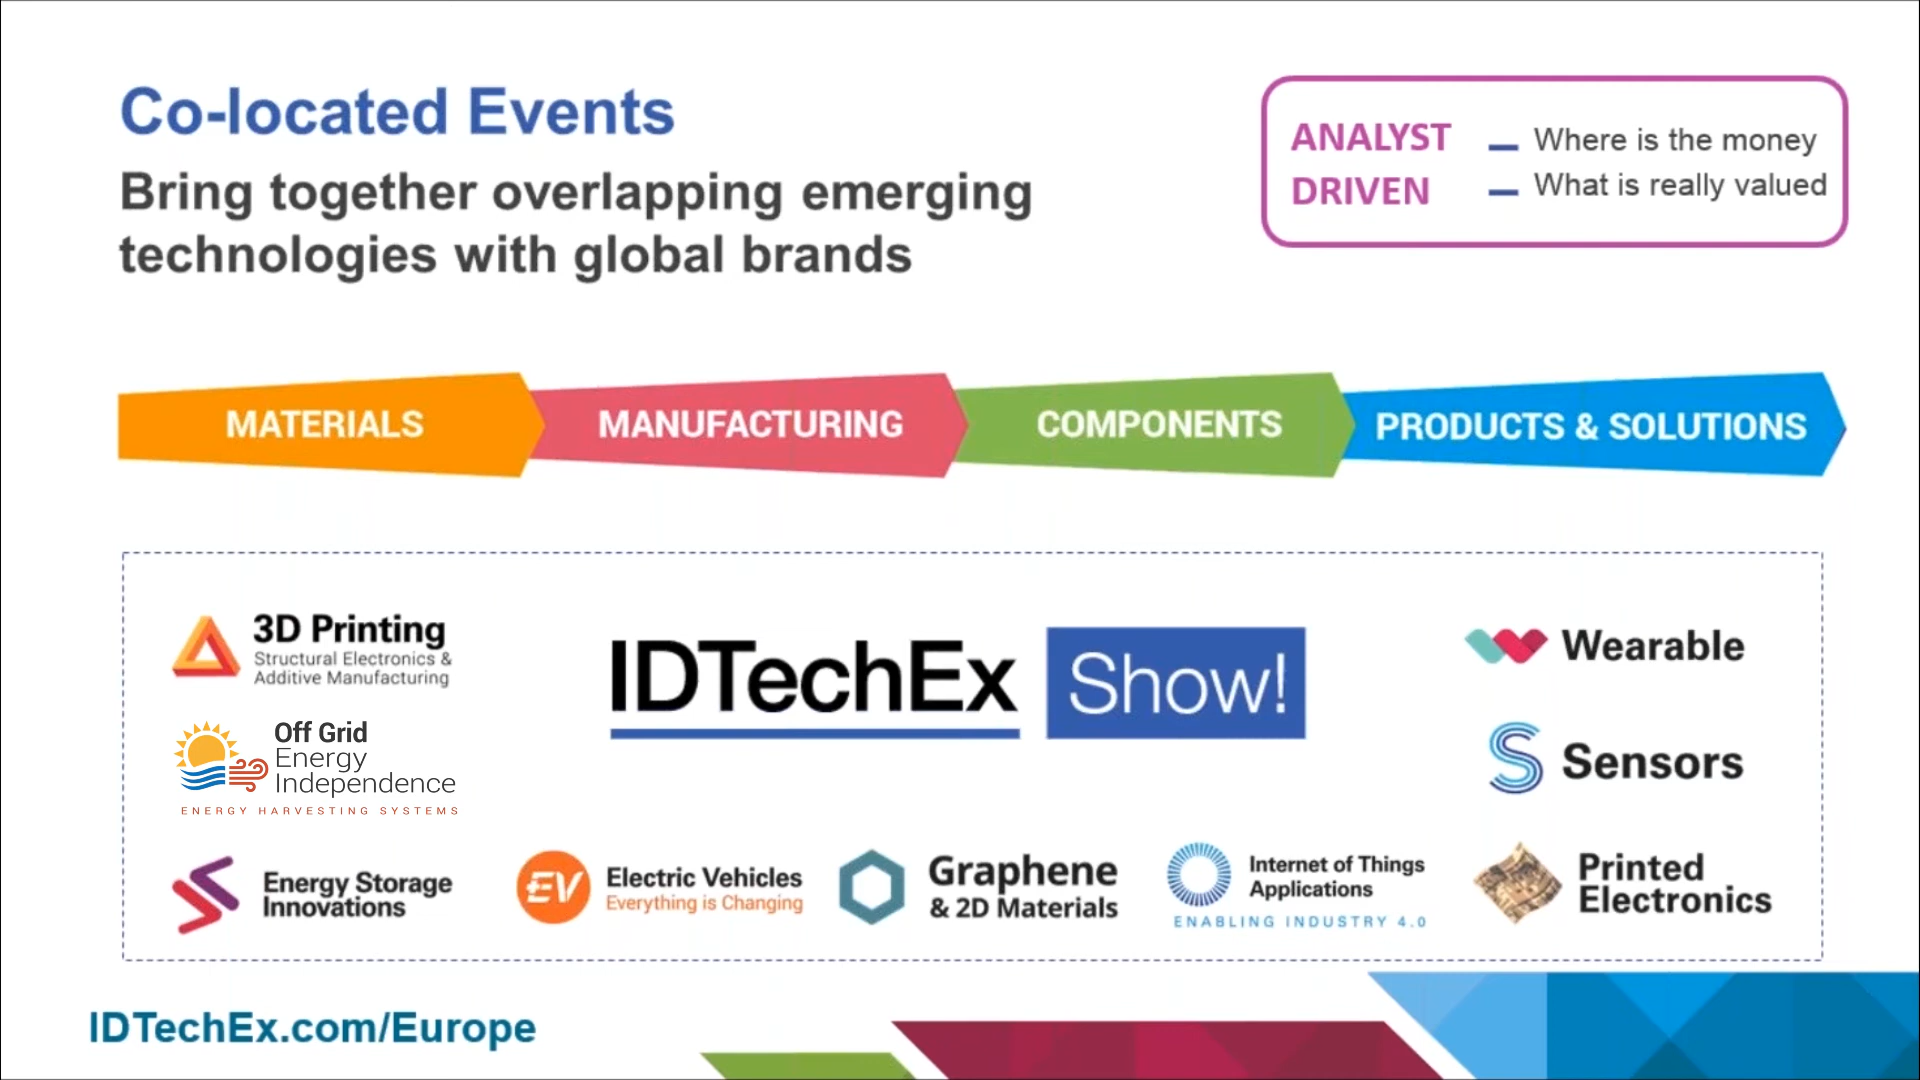 Co-located Events
Bring together overlapping emerging
technologies with global brands
ANALYST
DRIVEN
– Where is the money
– What is really valued
MATERIALS
MANUFACTURING
COMPONENTS
PRODUCTS & SOLUTIONS
3D Printing
Structural Electronics &
Additive Manufacturing
Off Grid
Energy
Independence
ENERGY HARVESTING SYSTEMS
IDTechEx Show!
Wearable
Sensors
Energy Storage
Innovations
EV
Electric Vehicles
Everything is Changing
Graphene
& 2D Materials
Internet of Things
Applications
ENABLING INDUSTRY 4.0
Printed
Electronics
IDTechEx.com/Europe